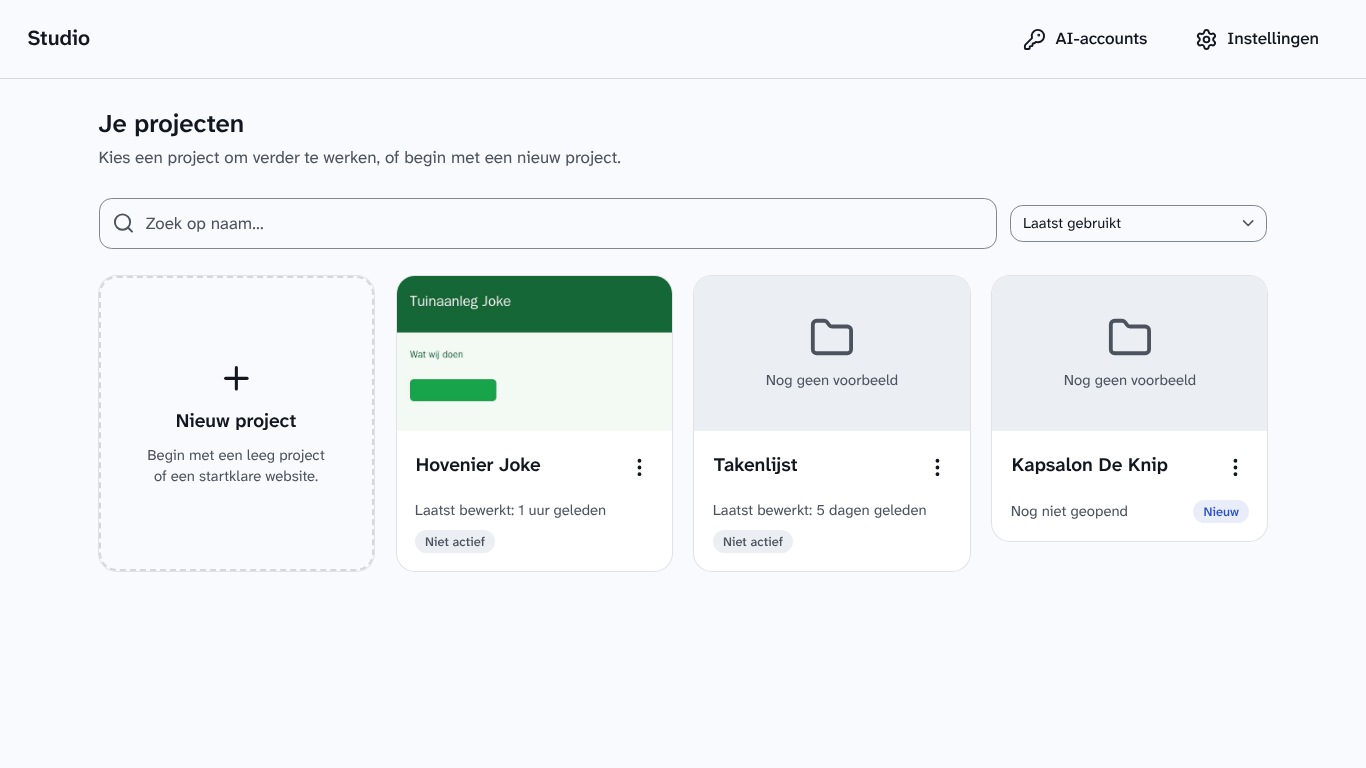 Studio
AI-accounts
Instellingen
Je projecten
Kies een project om verder te werken, of begin met een nieuw project.
Zoek op naam...
Laatst gebruikt
Nieuw project
Begin met een leeg project
of een startklare website.
Tuinaanleg Joke
Wat wij doen
Hovenier Joke
Laatst bewerkt: 1 uur geleden
Niet actief
Nog geen voorbeeld
Takenlijst
Laatst bewerkt: 5 dagen geleden
Niet actief
Nog geen voorbeeld
Kapsalon De Knip
Nog niet geopend
Nieuw